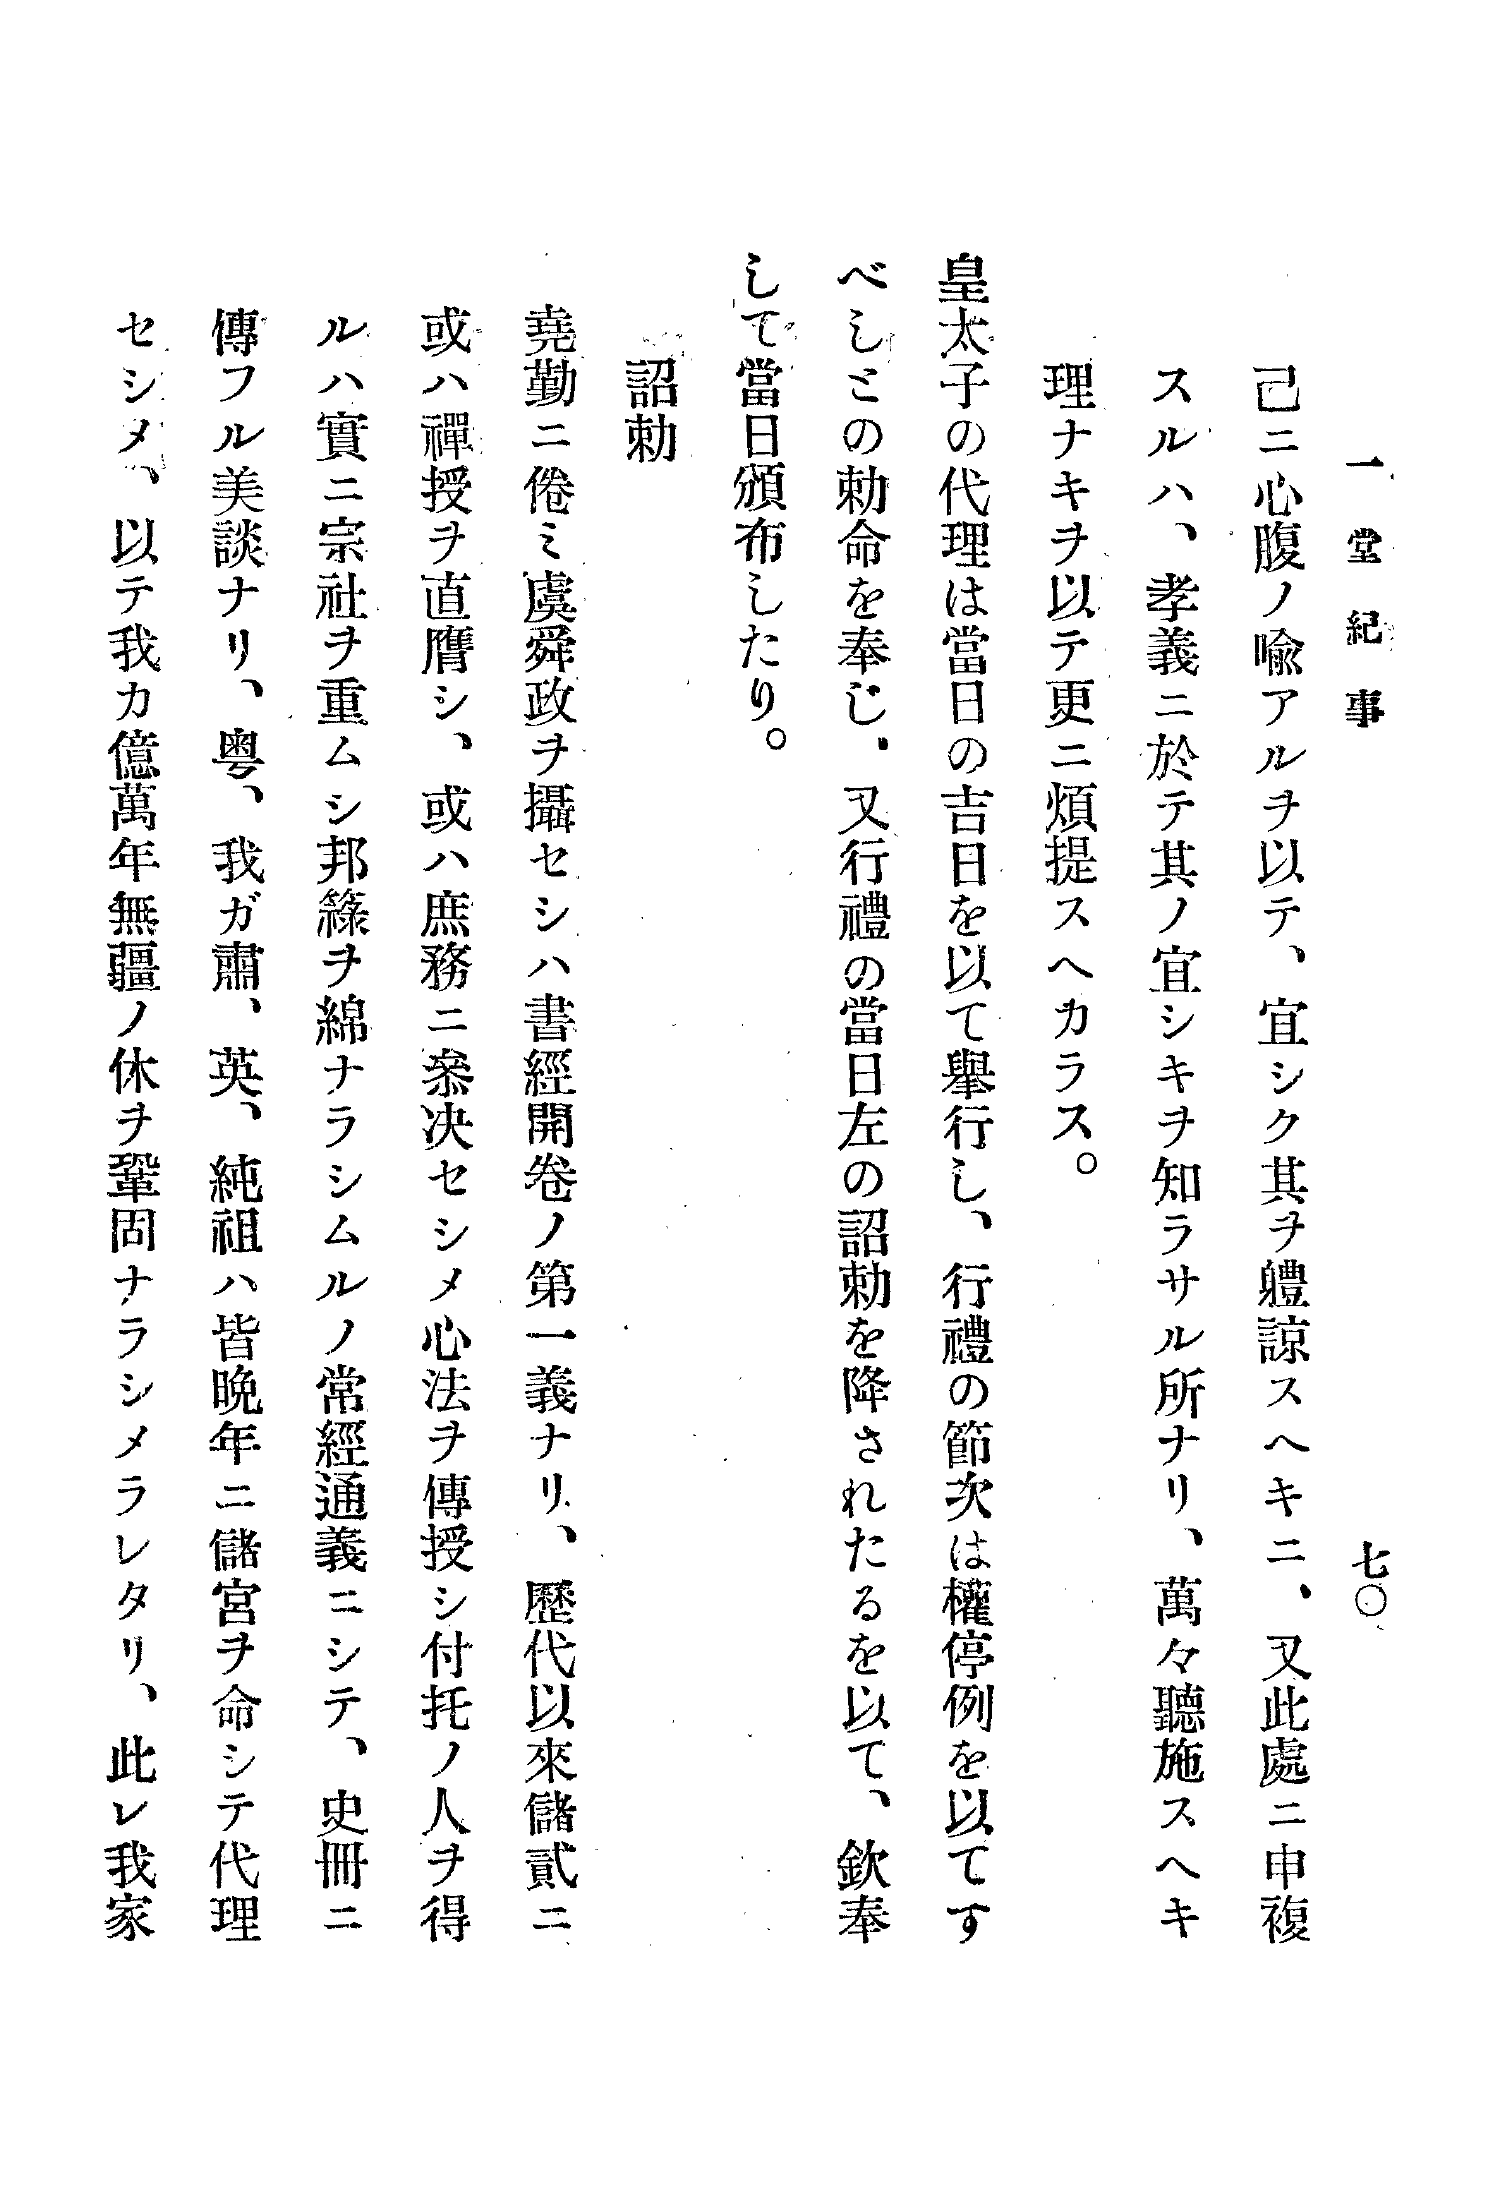 一堂紀事
七〇
己ニ心腹ノ喩アルヲ以テ、宜シク其ヲ軆諒スヘキニ、又此處ニ申複
スルハ、孝義ニ於テ其ノ宜シキヲ知ラサル所ナリ、萬々聽施スヘキ
理ナキヲ以テ更ニ煩提スヘカラス。
皇太子の代理は當日の吉日を以て擧行し、行禮の節次は權停例を以てす
べしとの勅命を奉じ、又行禮の當日左の詔勅を降されたるを以て、欽奉
して當日頒布したり。
詔勅
堯勤ニ倦ミ虞舜政ヲ攝セシハ書經開卷ノ第一義ナリ、歷代以來儲貳ニ
或ハ禪授ヲ直膺シ、或ハ庶務ニ叅决セシメ心法ヲ傳授シ付托ノ人ヲ得
ルハ實ニ宗社ヲ重ムシ邦籙ヲ綿ナラシムルノ常經通義ニシテ、史冊ニ
傳フル美談ナリ、粤、我ガ肅、英、純祖ハ皆晩年ニ儲宮ヲ命シテ代理
セシメ、以テ我カ億萬年無疆ノ休ヲ鞏固ナラシメラレタリ、此レ我家